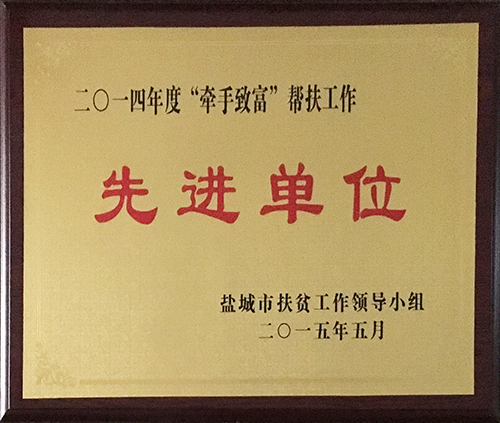 二〇一四年度“牵手致富”帮扶工作
先进单位
盐城市扶贫工作领导小组
二〇一五年五月